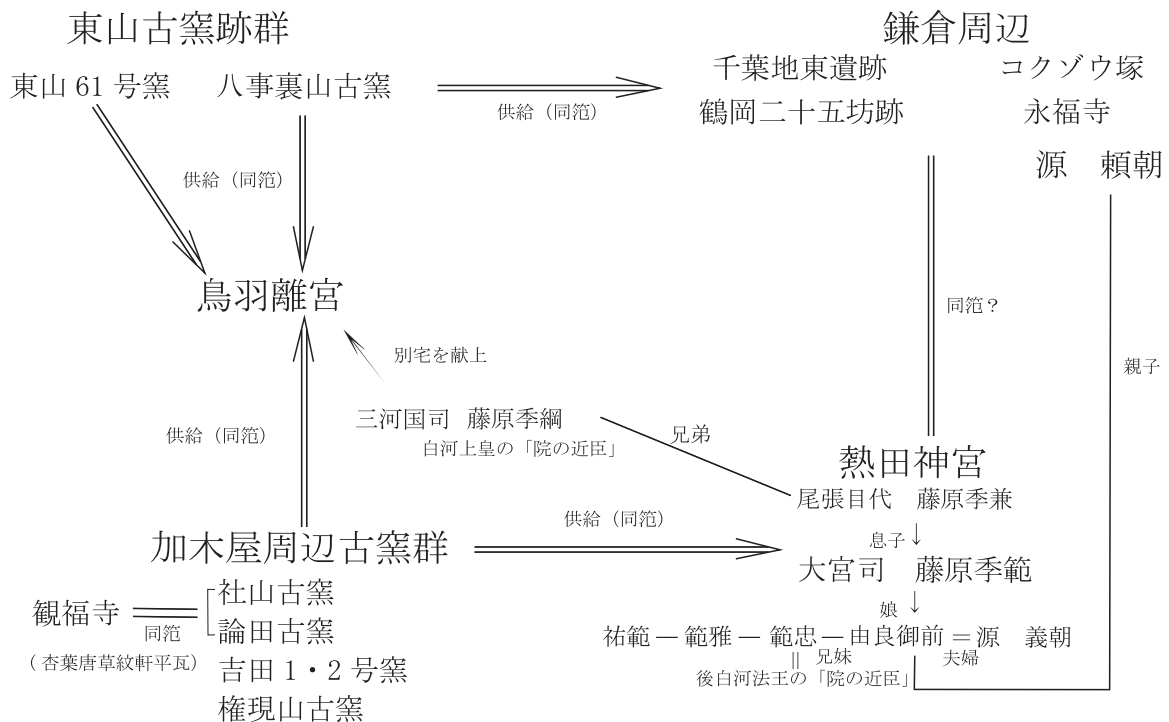 東山古窯跡群
東山 61 号窯　八事裏山古窯
供給（同笵）
鎌倉周辺
千葉地東遺跡　コクゾウ塚
鶴岡二十五坊跡　永福寺
源　頼朝
供給（同笵）
鳥羽離宮
同笵？
別宅を献上
親子
三河国司　藤原季綱
白河上皇の「院の近臣」
兄弟
供給（同笵）
熱田神宮
尾張目代　藤原季兼
供給（同笵）
息子↓
加木屋周辺古窯群
大宮司　藤原季範
社山古窯
娘 ↓
観福寺
同笵
論田古窯
祐範 ― 範雅 ― 範忠 ― 由良御前 ＝ 源　義朝
兄妹　夫婦
（ 杏葉唐草紋軒平瓦）
吉田 1・2 号窯
後白河法王の「院の近臣」
権現山古窯